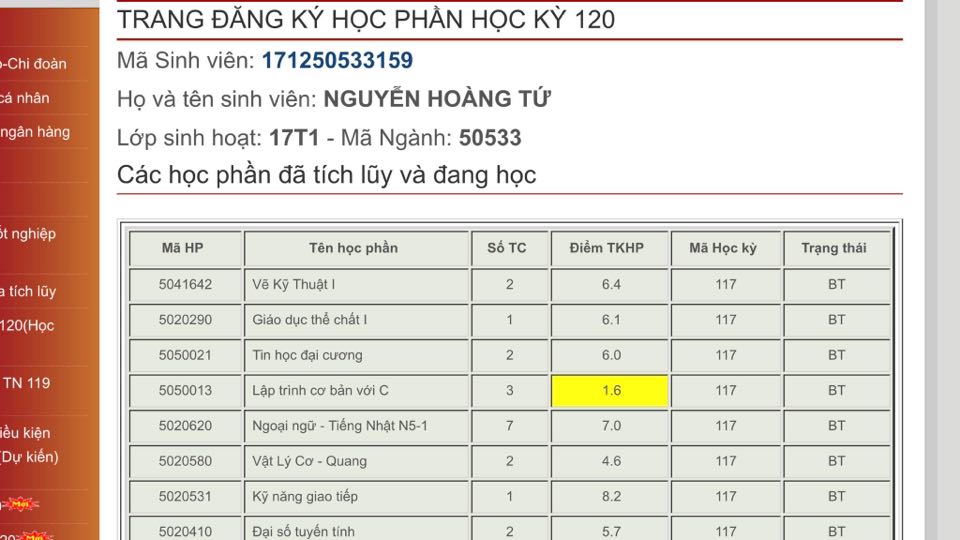 TRANG ĐĂNG KÝ HỌC PHẦN HỌC KỲ 120
Mã Sinh viên: 171250533159
Họ và tên sinh viên: NGUYỄN HOÀNG TỨ
Lớp sinh hoạt: 17T1 - Mã Ngành: 50533
Các học phần đã tích lũy và đang học
-Chi đoàn
cá nhân
ngân hàng
nghiệp
tích lũy
120(Học
TN 119
kiện
(Dự kiến)
Mới
Mới
Mã HP Tên học phần Số TC Điểm TKHP Mã Học kỳ Trạng thái
5041642 Vẽ Kỹ Thuật I 2 6.4 117 BT
5020290 Giáo dục thể chất I 1 6.1 117 BT
5050021 Tin học đại cương 2 6.0 117 BT
5050013 Lập trình cơ bản với C 3 1.6 117 BT
5020620 Ngoại ngữ - Tiếng Nhật N5-1 7 7.0 117 BT
5020580 Vật Lý Cơ - Quang 2 4.6 117 BT
5020531 Kỹ năng giao tiếp 1 8.2 117 BT
5020410 Đại số tuyến tính 2 5.7 117 BT